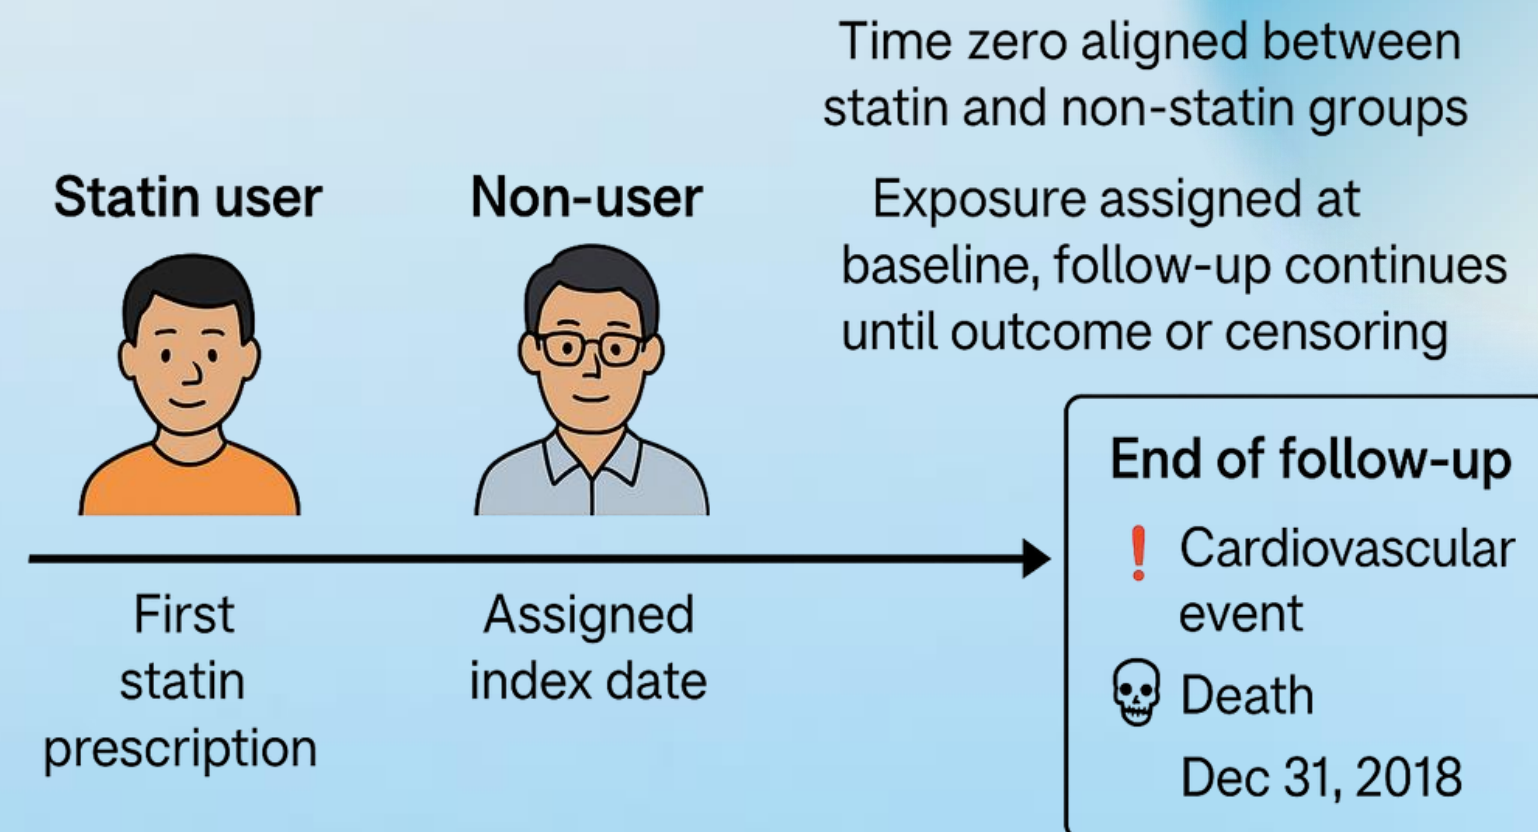 Time zero aligned between
statin and non-statin groups
Statin user
Non-user
Exposure assigned at
baseline, follow-up continues
until outcome or censoring
First
statin
prescription
Assigned
index date
End of follow-up
❗ Cardiovascular
event
💀 Death
Dec 31, 2018